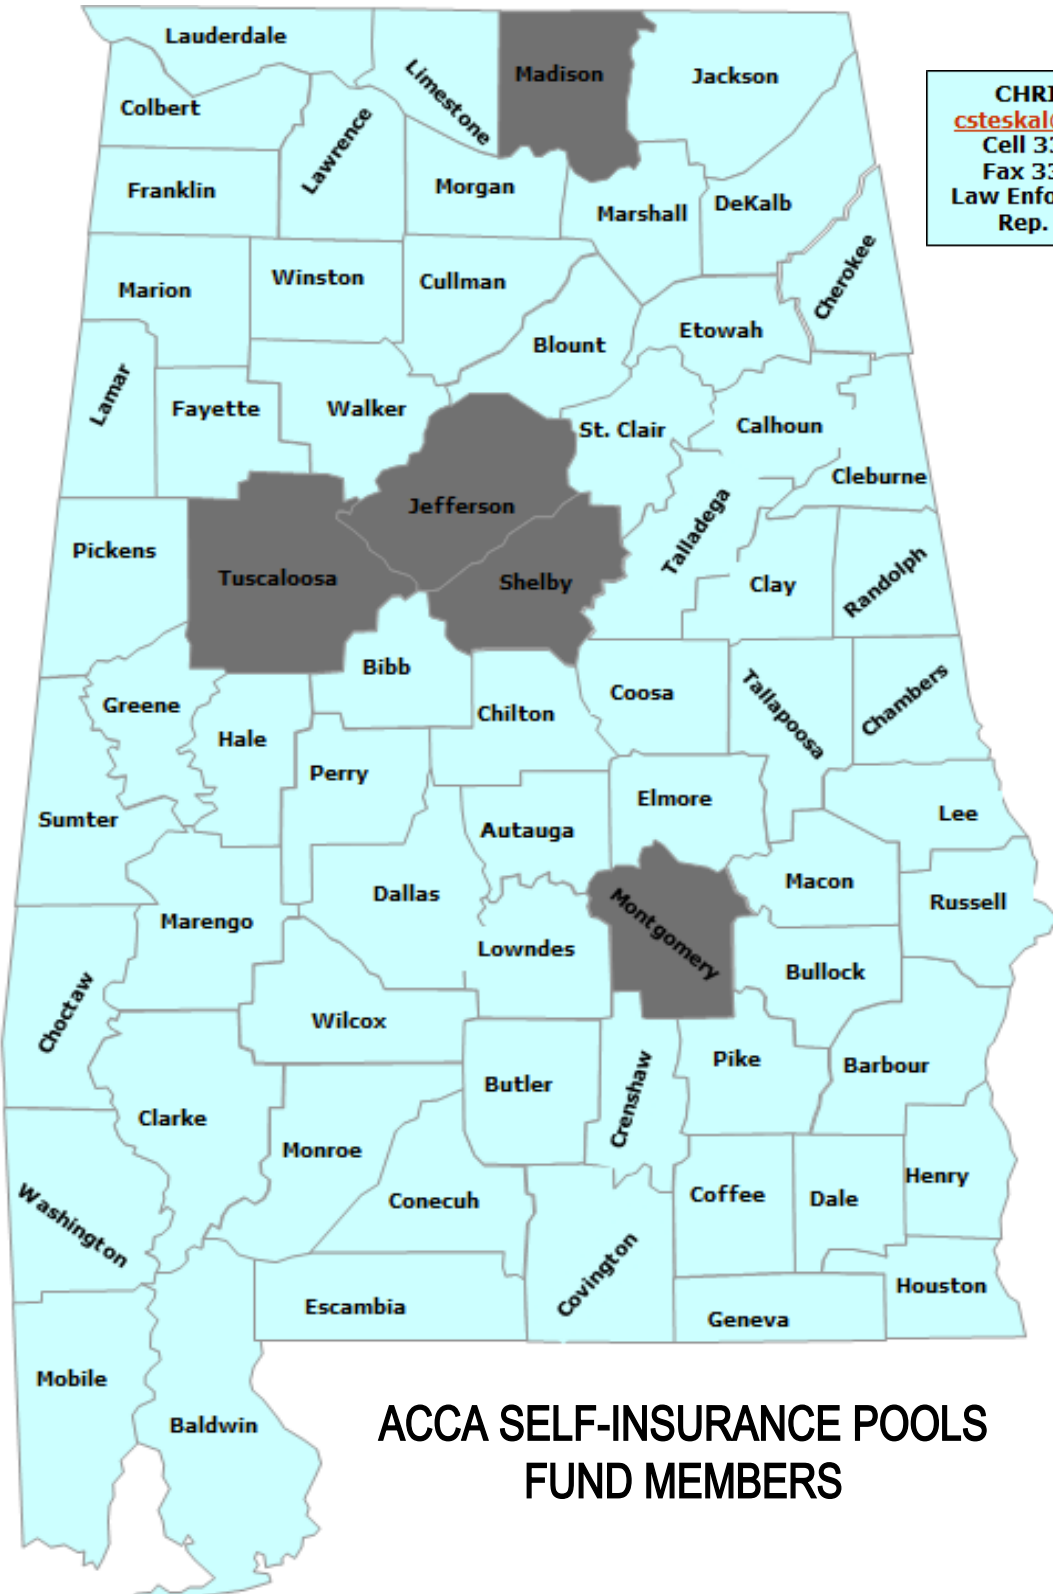 Lauderdale
Limestone
Madison
Jackson
Colbert
Lawrence
Franklin
Morgan
Marshall
DeKalb
Cherokee
CHRI
csteskal@
Cell 33
Fax 33
Law Enfo
Rep.
Marion
Winston
Cullman
Blount
Etowah
Lamar
Fayette
Walker
St. Clair
Calhoun
Cleburne
Jefferson
Talladega
Pickens
Tuscaloosa
Shelby
Clay
Randolph
Bibb
Greene
Hale
Chilton
Coosa
Tallapoosa
Chambers
Perry
Sumter
Autauga
Elmore
Lee
Dallas
Macon
Russell
Marengo
Lowndes
Montgomery
Bullock
Choctaw
Wilcox
Butler
Crenshaw
Pike
Barbour
Clarke
Monroe
Conecuh
Coffee
Dale
Henry
Washington
Escambia
Covington
Geneva
Houston
Mobile
Baldwin
ACCA SELF-INSURANCE POOLS
FUND MEMBERS